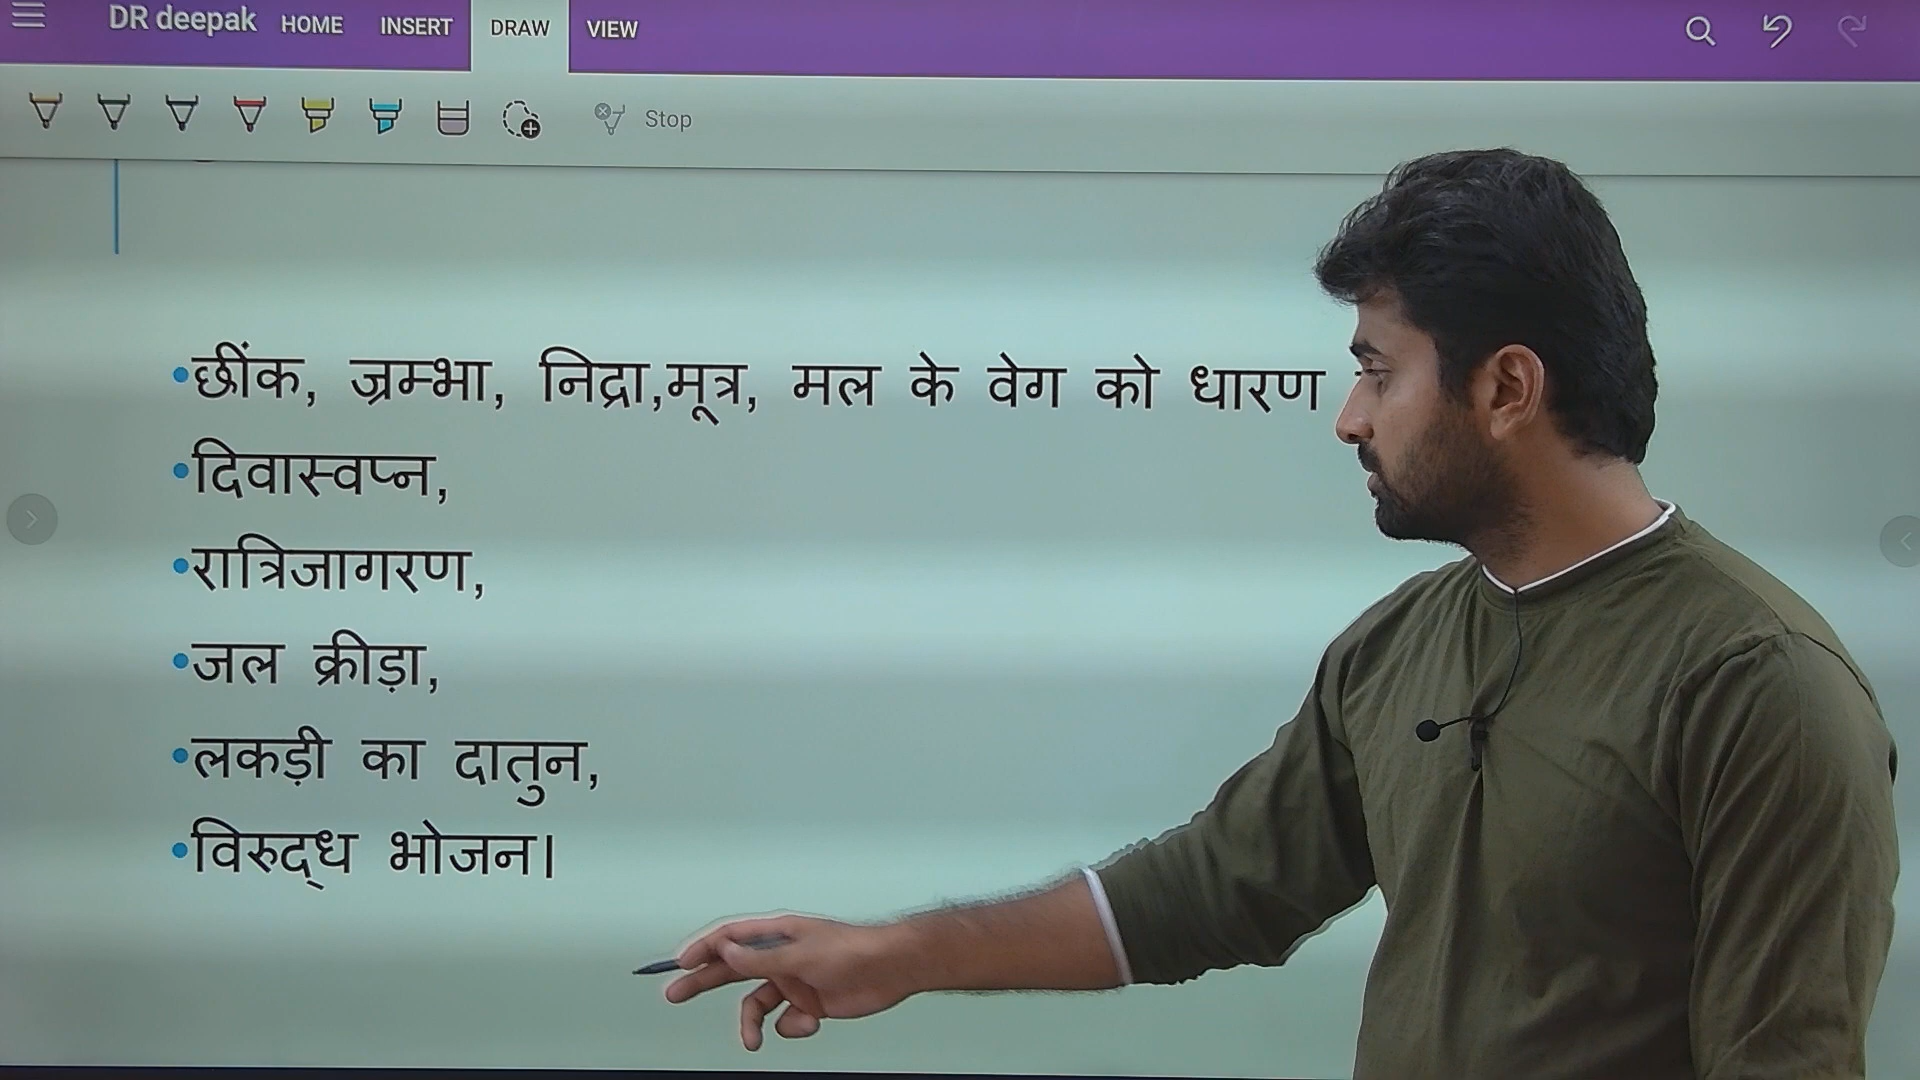 DR deepak HOME INSERT DRAW VIEW
Stop
•छींक, ज्रम्भा, निद्रा,मूत्र, मल के वेग को धारण
•दिवास्वप्न,
•रात्रिजागरण,
•जल क्रीड़ा,
•लकड़ी का दातुन,
•विरुद्ध भोजन।